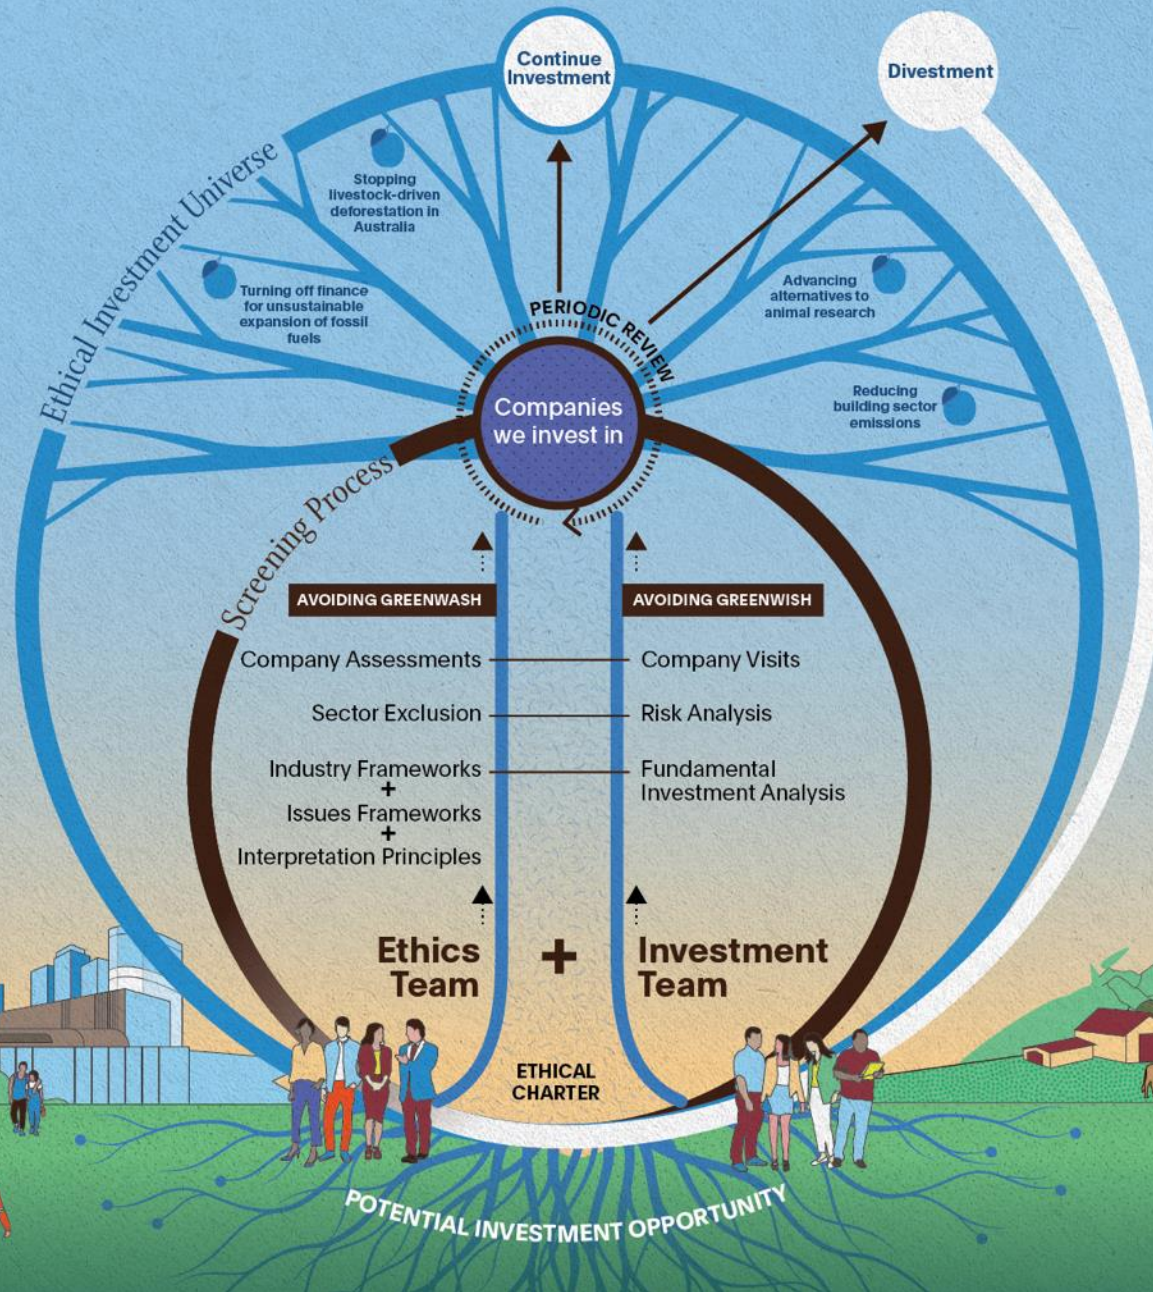 Continue
Investment
Divestment
Ethical Investment Universe
Stopping
livestock-driven
deforestation in
Australia
Turning off finance
for unsustainable
expansion of fossil
fuels
Advancing
alternatives to
animal research
Reducing
building sector
emissions
PERIODIC REVIEW
Companies
we invest in
Screening Process
AVOIDING GREENWASH
AVOIDING GREENWISH
Company Assessments
Company Visits
Sector Exclusion
Risk Analysis
Industry Frameworks
+
Issues Frameworks
+
Interpretation Principles
Fundamental
Investment Analysis
Ethics
Team
+
Investment
Team
ETHICAL
CHARTER
POTENTIAL INVESTMENT OPPORTUNITY